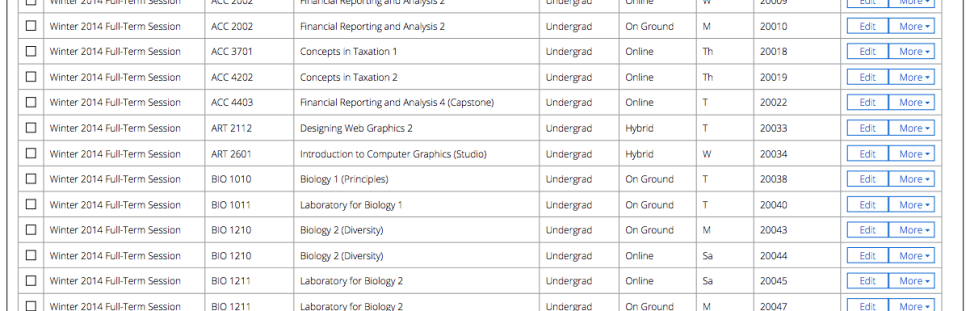 Winter 2014 Full-Term Session ACC 2002 Financial Reporting and Analysis 2 Undergrad Online W 20009 Edit More
Winter 2014 Full-Term Session ACC 2002 Financial Reporting and Analysis 2 Undergrad On Ground M 20010 Edit More
Winter 2014 Full-Term Session ACC 3701 Concepts in Taxation 1 Undergrad Online Th 20018 Edit More
Winter 2014 Full-Term Session ACC 4202 Concepts in Taxation 2 Undergrad Online Th 20019 Edit More
Winter 2014 Full-Term Session ACC 4403 Financial Reporting and Analysis 4 (Capstone) Undergrad Online T 20022 Edit More
Winter 2014 Full-Term Session ART 2112 Designing Web Graphics 2 Undergrad Hybrid T 20033 Edit More
Winter 2014 Full-Term Session ART 2601 Introduction to Computer Graphics (Studio) Undergrad Hybrid W 20034 Edit More
Winter 2014 Full-Term Session BIO 1010 Biology 1 (Principles) Undergrad On Ground T 20038 Edit More
Winter 2014 Full-Term Session BIO 1011 Laboratory for Biology 1 Undergrad On Ground T 20040 Edit More
Winter 2014 Full-Term Session BIO 1210 Biology 2 (Diversity) Undergrad On Ground M 20043 Edit More
Winter 2014 Full-Term Session BIO 1210 Biology 2 (Diversity) Undergrad Online Sa 20044 Edit More
Winter 2014 Full-Term Session BIO 1211 Laboratory for Biology 2 Undergrad Online Sa 20045 Edit More
Winter 2014 Full-Term Session BIO 1211 Laboratory for Biology 2 Undergrad On Ground M 20047 Edit More